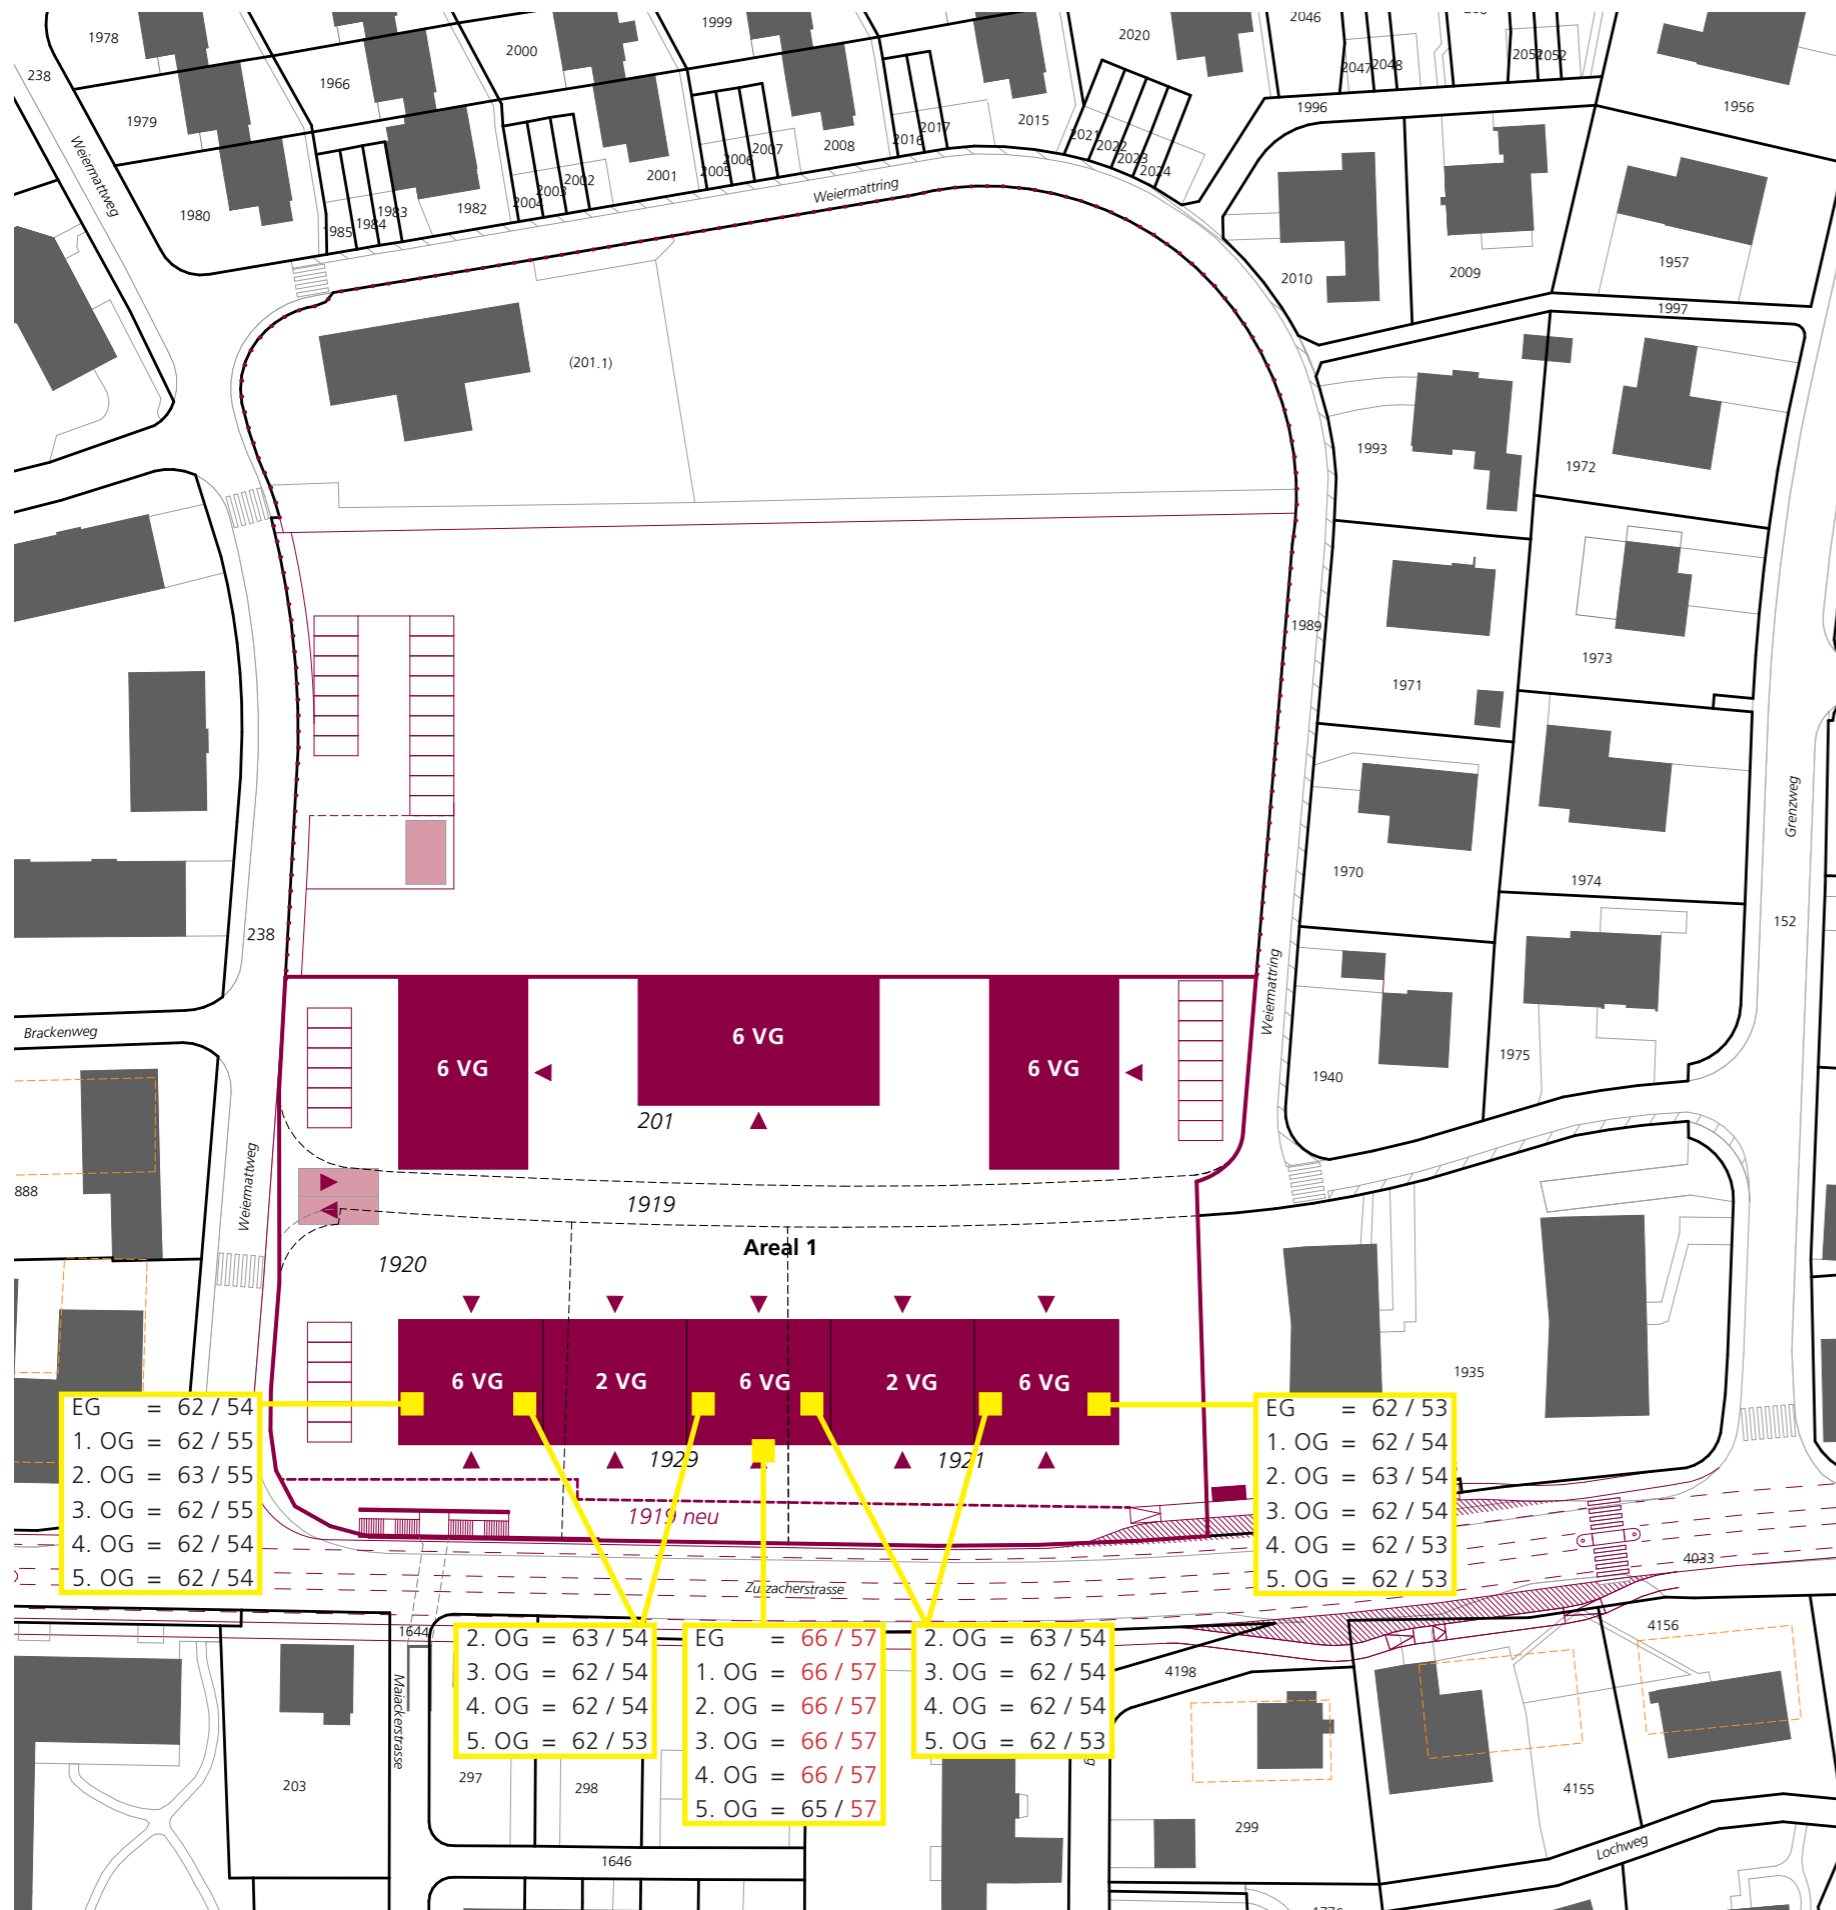 1978
238
1979
Weiermattweg
1980
1966
1985
1984
1983
1982
2000
2004
2003
2002
2001
1999
2005
2006
2007
2008
2016
2017
2015
2020
2021
2022
2023
2024
2046
2047
2048
2052
1996
1956
Weiermattring
2010
2009
1957
1997
(201.1)
1993
1972
1989
1971
1973
1970
1974
Grenzweg
152
238
Brackenweg
Weiermattring
1940
1975
6 VG
6 VG
6 VG
201
888
Weiermattweg
1919
1920
Areal 1
6 VG
2 VG
6 VG
2 VG
6 VG
1935
1929
1921
1919 neu
EG = 62 / 54
1. OG = 62 / 55
2. OG = 63 / 55
3. OG = 62 / 55
4. OG = 62 / 54
5. OG = 62 / 54
EG = 62 / 53
1. OG = 62 / 54
2. OG = 63 / 54
3. OG = 62 / 54
4. OG = 62 / 53
5. OG = 62 / 53
Zurzacherstrasse
4033
1644
Maiackerstrasse
2. OG = 63 / 54
3. OG = 62 / 54
4. OG = 62 / 54
5. OG = 62 / 53
EG = 66 / 57
1. OG = 66 / 57
2. OG = 66 / 57
3. OG = 66 / 57
4. OG = 66 / 57
5. OG = 65 / 57
2. OG = 63 / 54
3. OG = 62 / 54
4. OG = 62 / 54
5. OG = 62 / 53
4198
4156
203
297
298
299
4155
1646
Lochweg